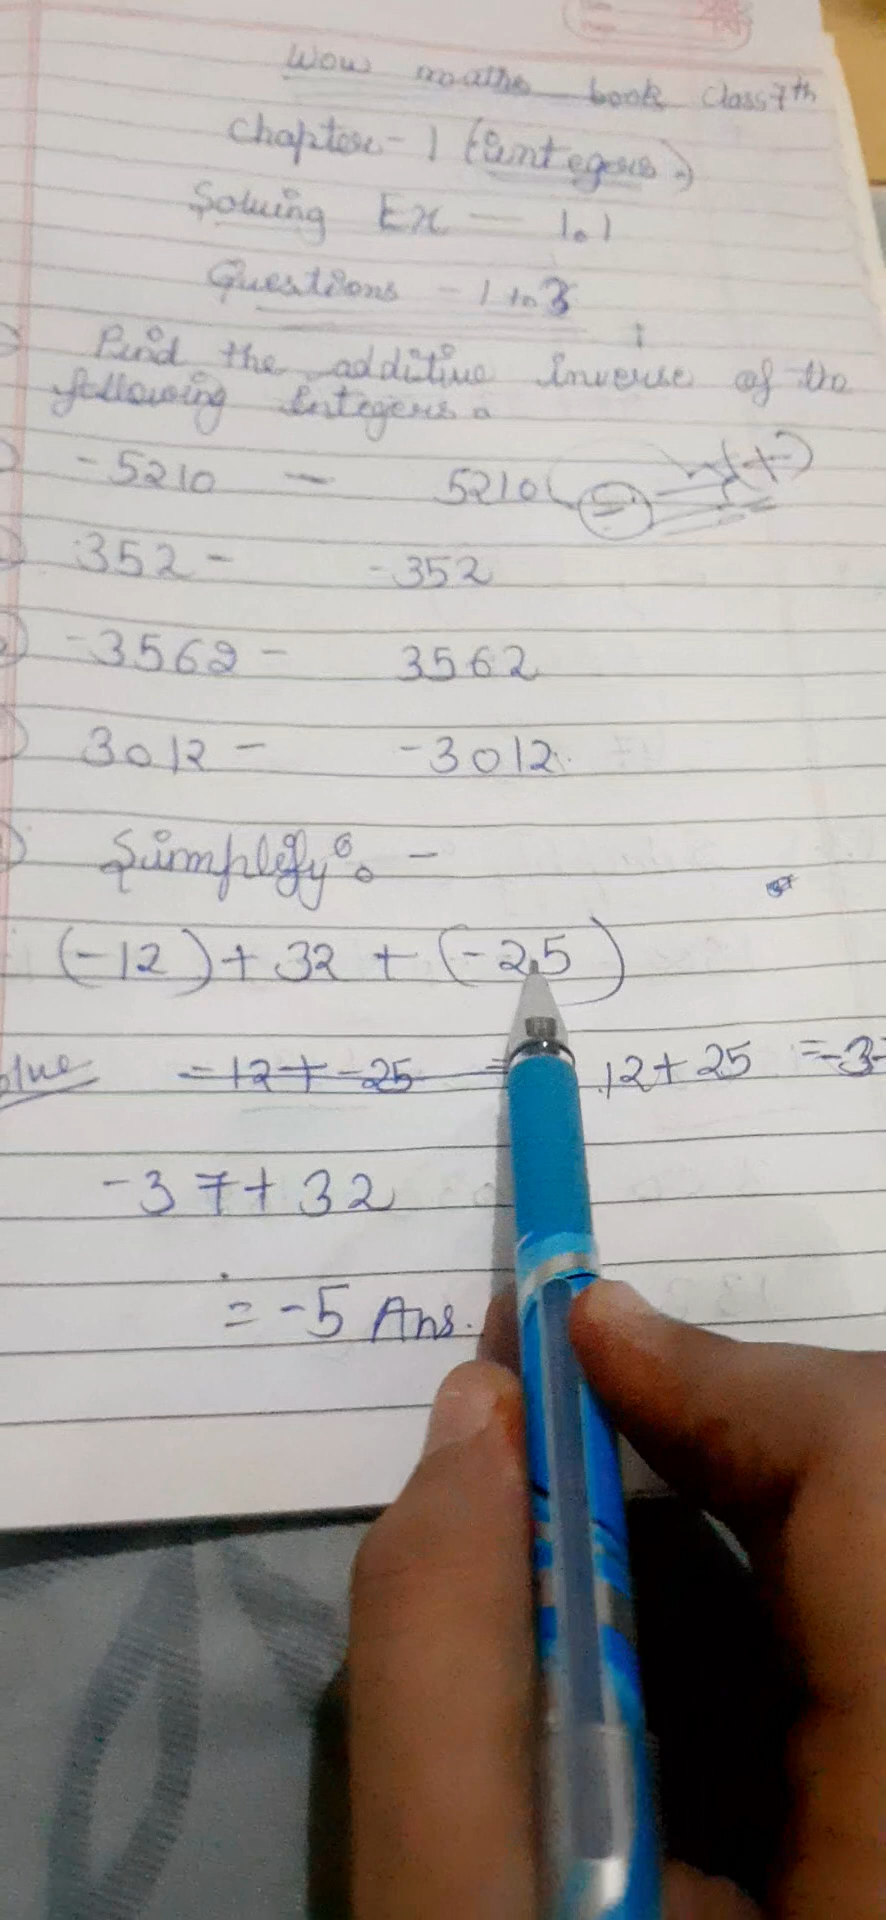 Wow maths book class 7th
Chapter - 1 (Integers.)
Solving Ex - 1.1
Questions - 1 to 3
Find the additive inverse of the
following integers.
-5210 - 5210 (-) (+)
352 - -352
-3562 - 3562
3012 - -3012.
Simplify: -
(-12) + 32 + (-25)
= 12 + -25 = 12 + 25 = -3
-37 + 32
= -5 Ans.